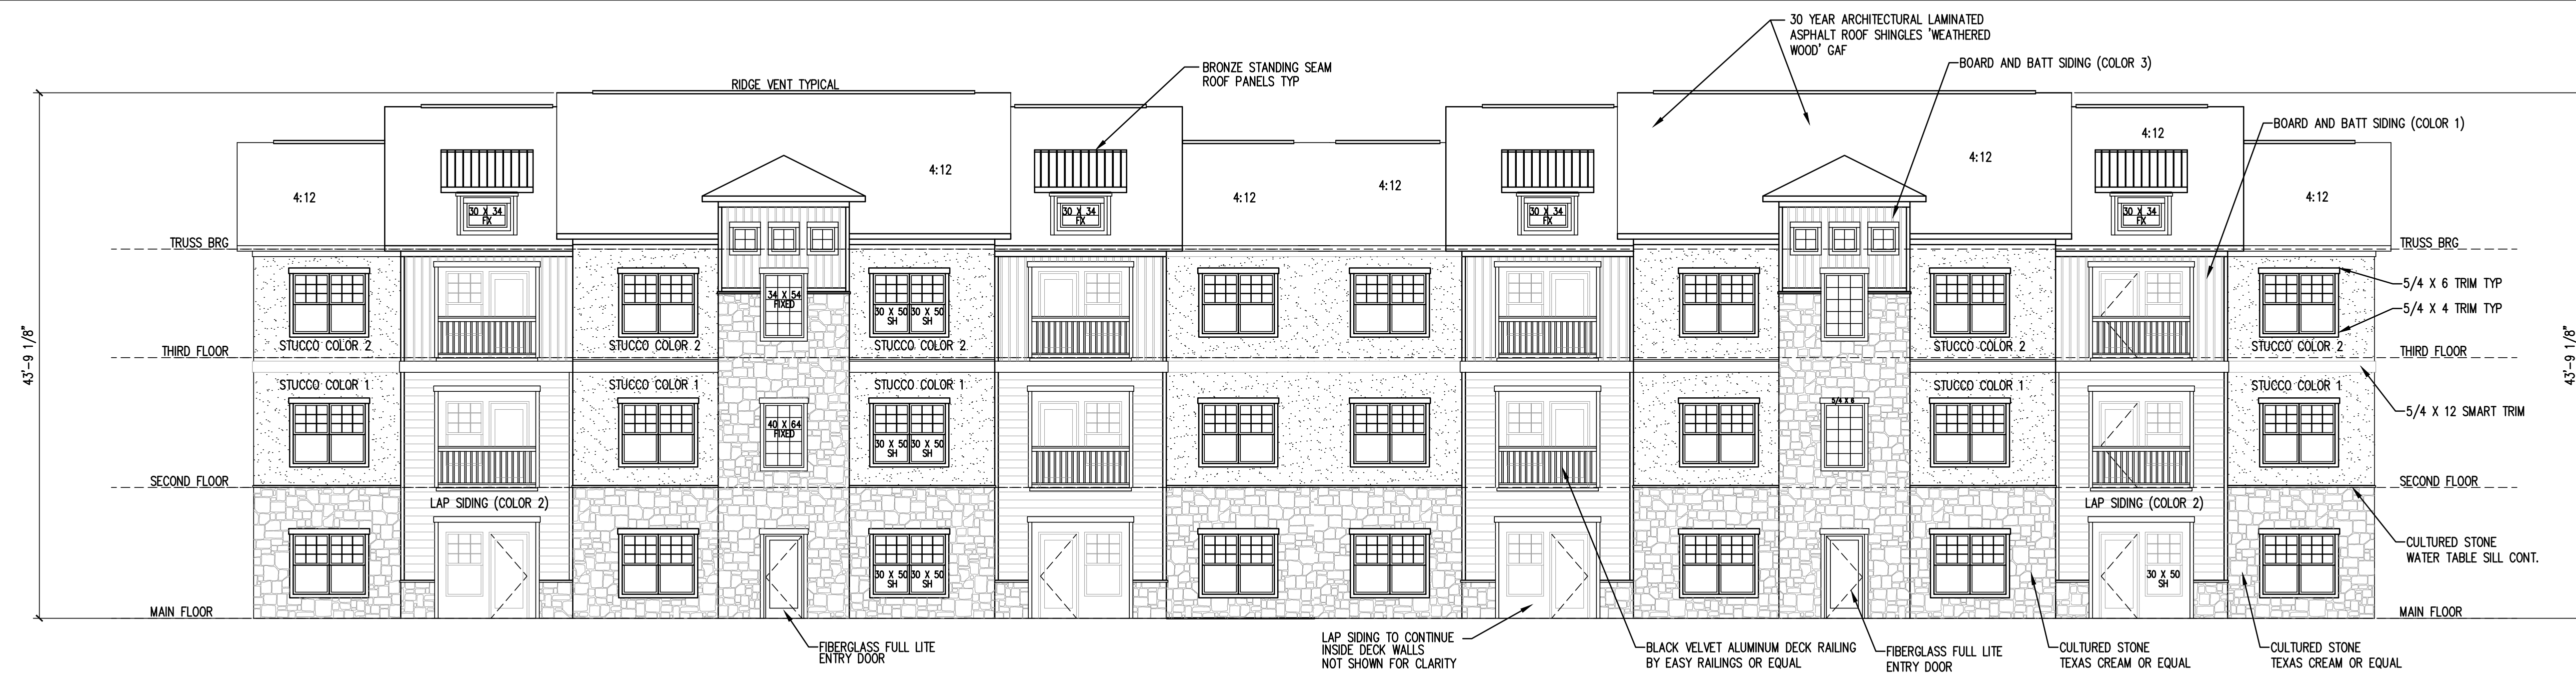 30 YEAR ARCHITECTURAL LAMINATED
ASPHALT ROOF SHINGLES 'WEATHERED
WOOD' GAF
BRONZE STANDING SEAM
ROOF PANELS TYP
BOARD AND BATT SIDING (COLOR 3)
RIDGE VENT TYPICAL
BOARD AND BATT SIDING (COLOR 1)
4:12
4:12
4:12
4:12
4:12
4:12
4:12
4:12
30 X 34
FX
30 X 34
FX
30 X 34
FX
30 X 34
FX
TRUSS BRG
TRUSS BRG
5/4 X 6 TRIM TYP
5/4 X 4 TRIM TYP
34 X 54
FIXED
30 X 50 30 X 50
SH SH
43'-9 1/8"
43'-9 1/8"
STUCCO COLOR 2
STUCCO COLOR 2
STUCCO COLOR 2
STUCCO COLOR 2
STUCCO COLOR 2
THIRD FLOOR
THIRD FLOOR
STUCCO COLOR 1
STUCCO COLOR 1
STUCCO COLOR 1
STUCCO COLOR 1
STUCCO COLOR 1
5/4 X 6
5/4 X 12 SMART TRIM
40 X 64
FIXED
30 X 50 30 X 50
SH SH
SECOND FLOOR
SECOND FLOOR
LAP SIDING (COLOR 2)
LAP SIDING (COLOR 2)
CULTURED STONE
WATER TABLE SILL CONT.
30 X 50 30 X 50
SH SH
30 X 50
SH
MAIN FLOOR
MAIN FLOOR
FIBERGLASS FULL LITE
ENTRY DOOR
LAP SIDING TO CONTINUE
INSIDE DECK WALLS
NOT SHOWN FOR CLARITY
BLACK VELVET ALUMINUM DECK RAILING
BY EASY RAILINGS OR EQUAL
FIBERGLASS FULL LITE
ENTRY DOOR
CULTURED STONE
TEXAS CREAM OR EQUAL
CULTURED STONE
TEXAS CREAM OR EQUAL